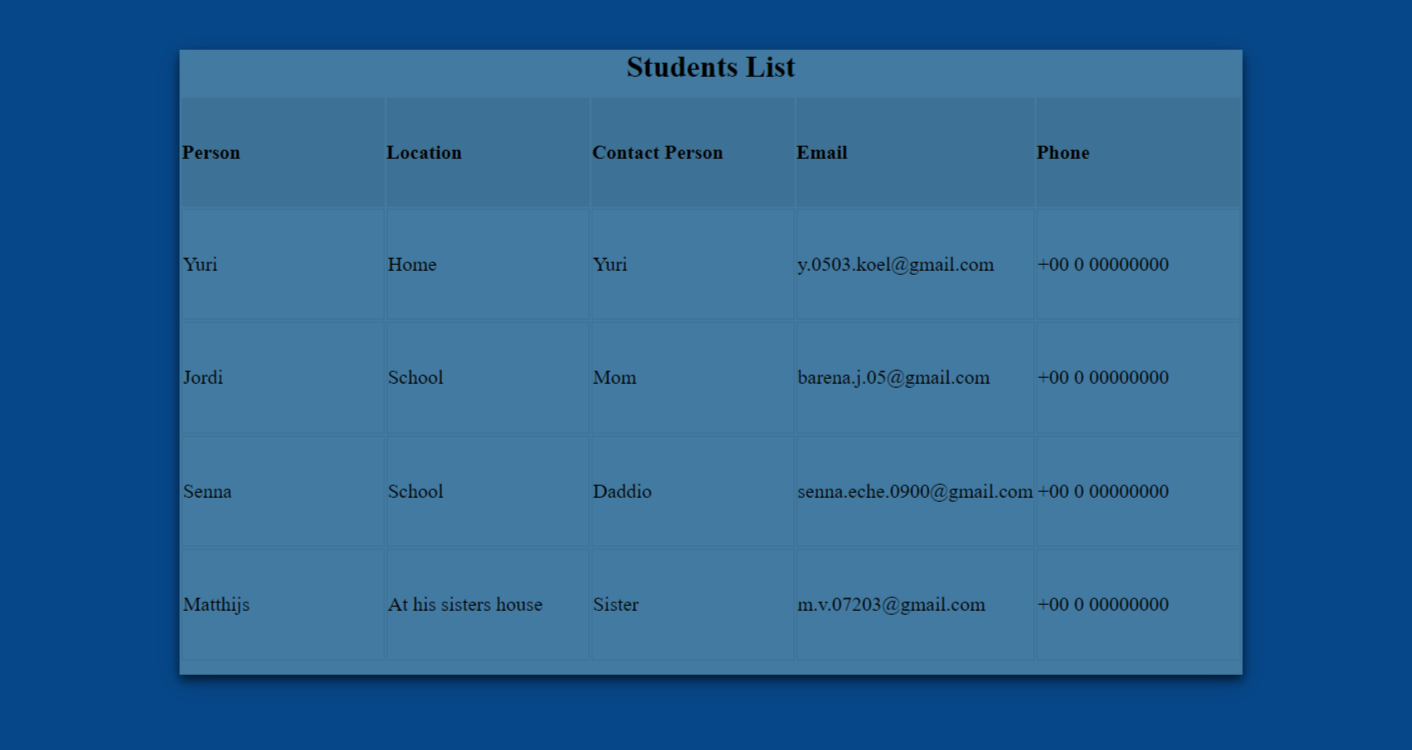 Students List
Person Location Contact Person Email Phone
Yuri Home Yuri y.0503.koel@gmail.com +00 0 00000000
Jordi School Mom barena.j.05@gmail.com +00 0 00000000
Senna School Daddio senna.eche.0900@gmail.com +00 0 00000000
Matthijs At his sisters house Sister m.v.07203@gmail.com +00 0 00000000